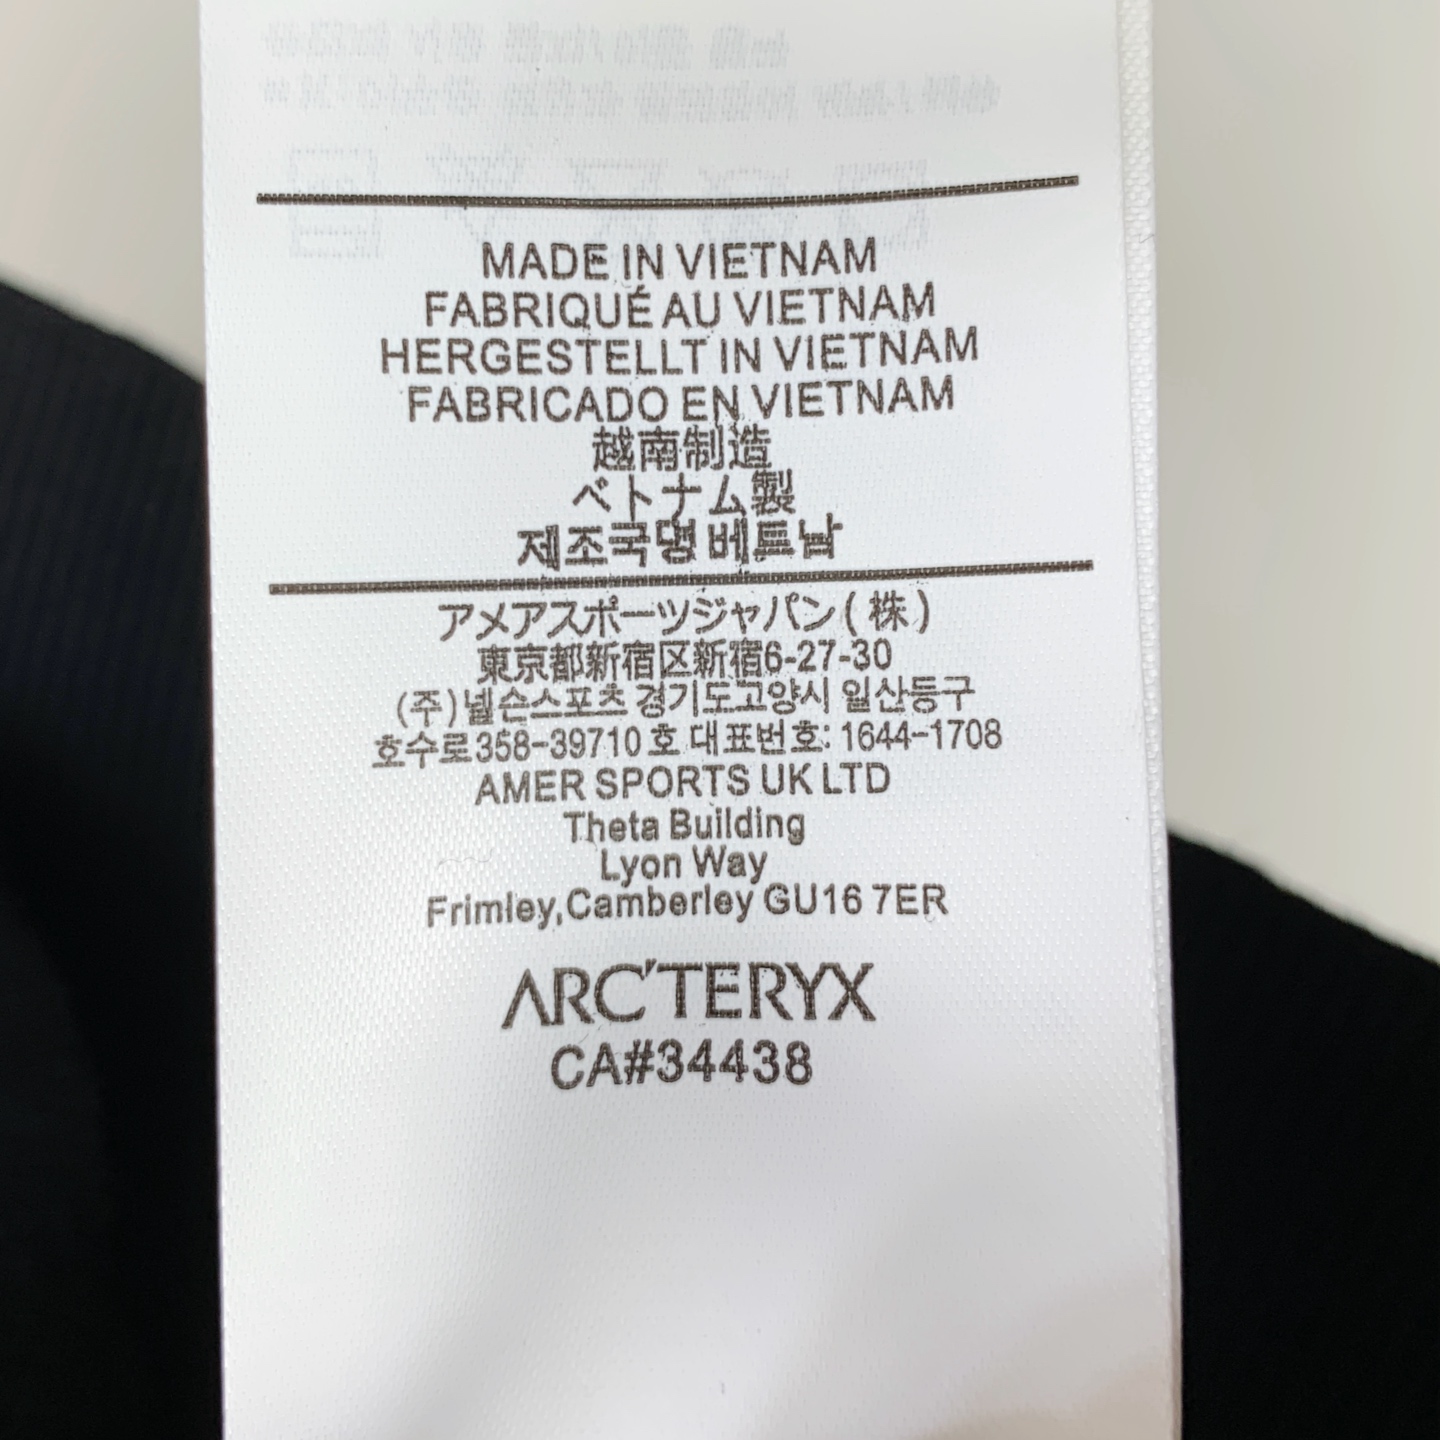 MADE IN VIETNAM
FABRIQUÉ AU VIETNAM
HERGESTELLT IN VIETNAM
FABRICADO EN VIETNAM
越南制造
ベトナム製
제조국명 베트남
アメアスポーツジャパン(株)
東京都新宿区新宿6-27-30
(주)넬슨스포츠 경기도고양시 일산동구
호수로358-39710호 대표번호: 1644-1708
AMER SPORTS UK LTD
Theta Building
Lyon Way
Frimley,Camberley GU16 7ER
ARC'TERYX
CA#34438